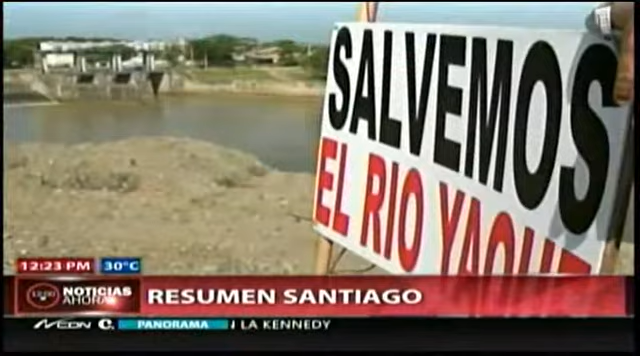 SALVEMOS
EL RIO YAQUE
12:23 PM 30°C
NOTICIAS
AHORA
RESUMEN SANTIAGO
PANORAMA LA KENNEDY